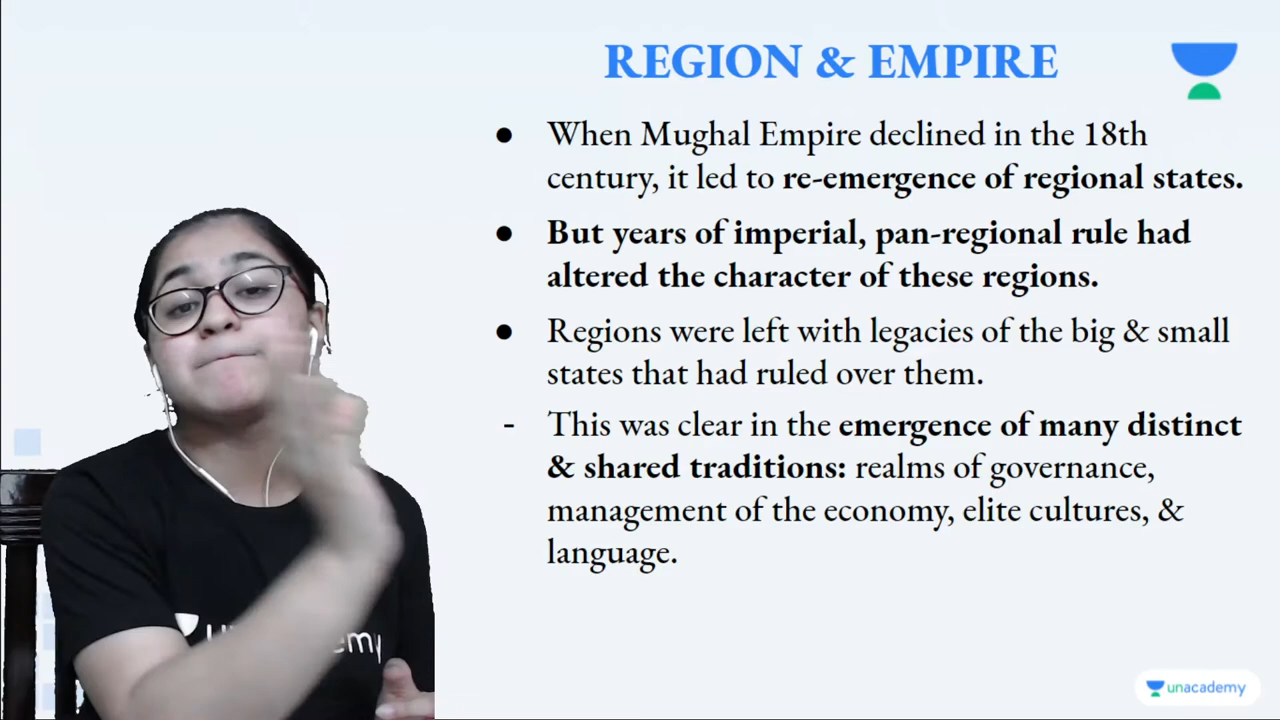 REGION & EMPIRE
● When Mughal Empire declined in the 18th
century, it led to re-emergence of regional states.
● But years of imperial, pan-regional rule had
altered the character of these regions.
● Regions were left with legacies of the big & small
states that had ruled over them.
- This was clear in the emergence of many distinct
& shared traditions: realms of governance,
management of the economy, elite cultures, &
language.
unacademy